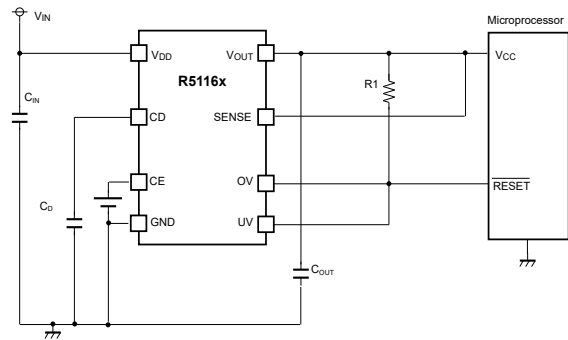 VIN
Microprocessor
VDD
VOUT
VCC
R5116x
R1
CIN
CD
SENSE
CE
OV
RESET
CD
GND
UV
COUT